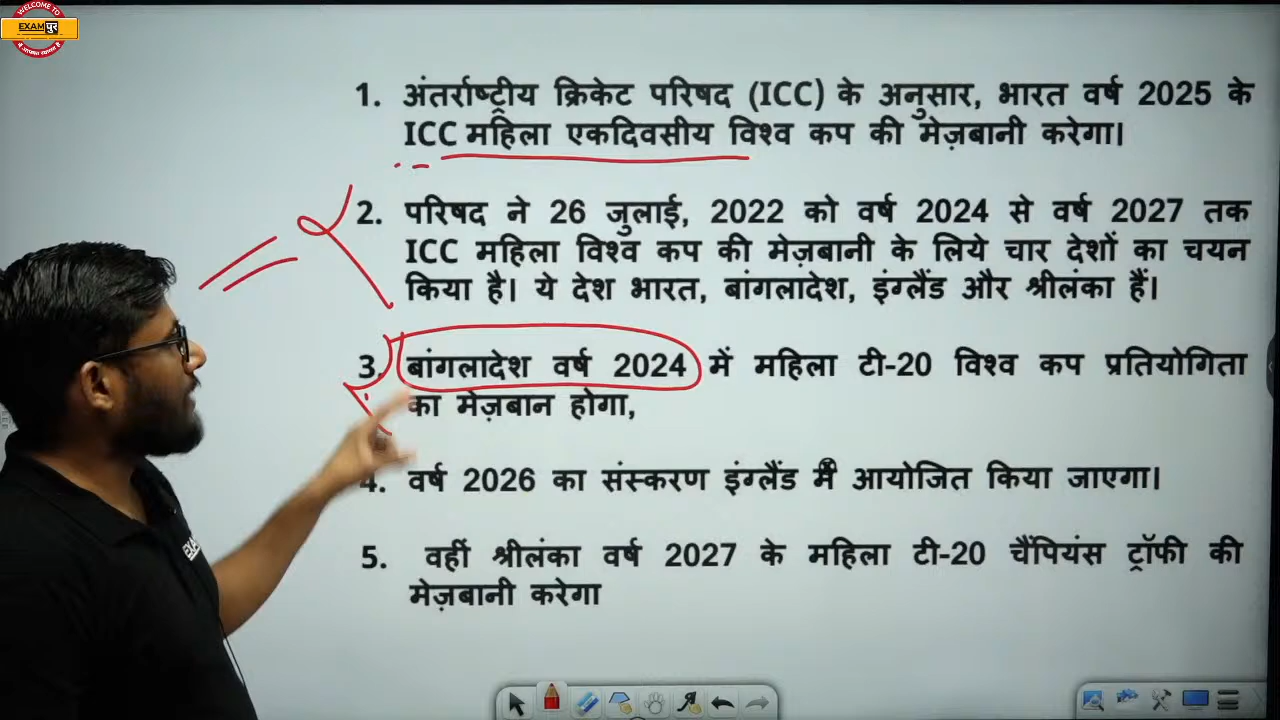 WELCOME TO
EXAMपुर
1. अंतर्राष्ट्रीय क्रिकेट परिषद (ICC) के अनुसार, भारत वर्ष 2025 के
ICC महिला एकदिवसीय विश्व कप की मेज़बानी करेगा।
2. परिषद ने 26 जुलाई, 2022 को वर्ष 2024 से वर्ष 2027 तक
ICC महिला विश्व कप की मेज़बानी के लिये चार देशों का चयन
किया है। ये देश भारत, बांगलादेश, इंग्लैंड और श्रीलंका हैं।
3. बांगलादेश वर्ष 2024 में महिला टी-20 विश्व कप प्रतियोगिता
का मेज़बान होगा,
4. वर्ष 2026 का संस्करण इंग्लैंड में आयोजित किया जाएगा।
5. वहीं श्रीलंका वर्ष 2027 के महिला टी-20 चैंपियंस ट्रॉफी की
मेज़बानी करेगा